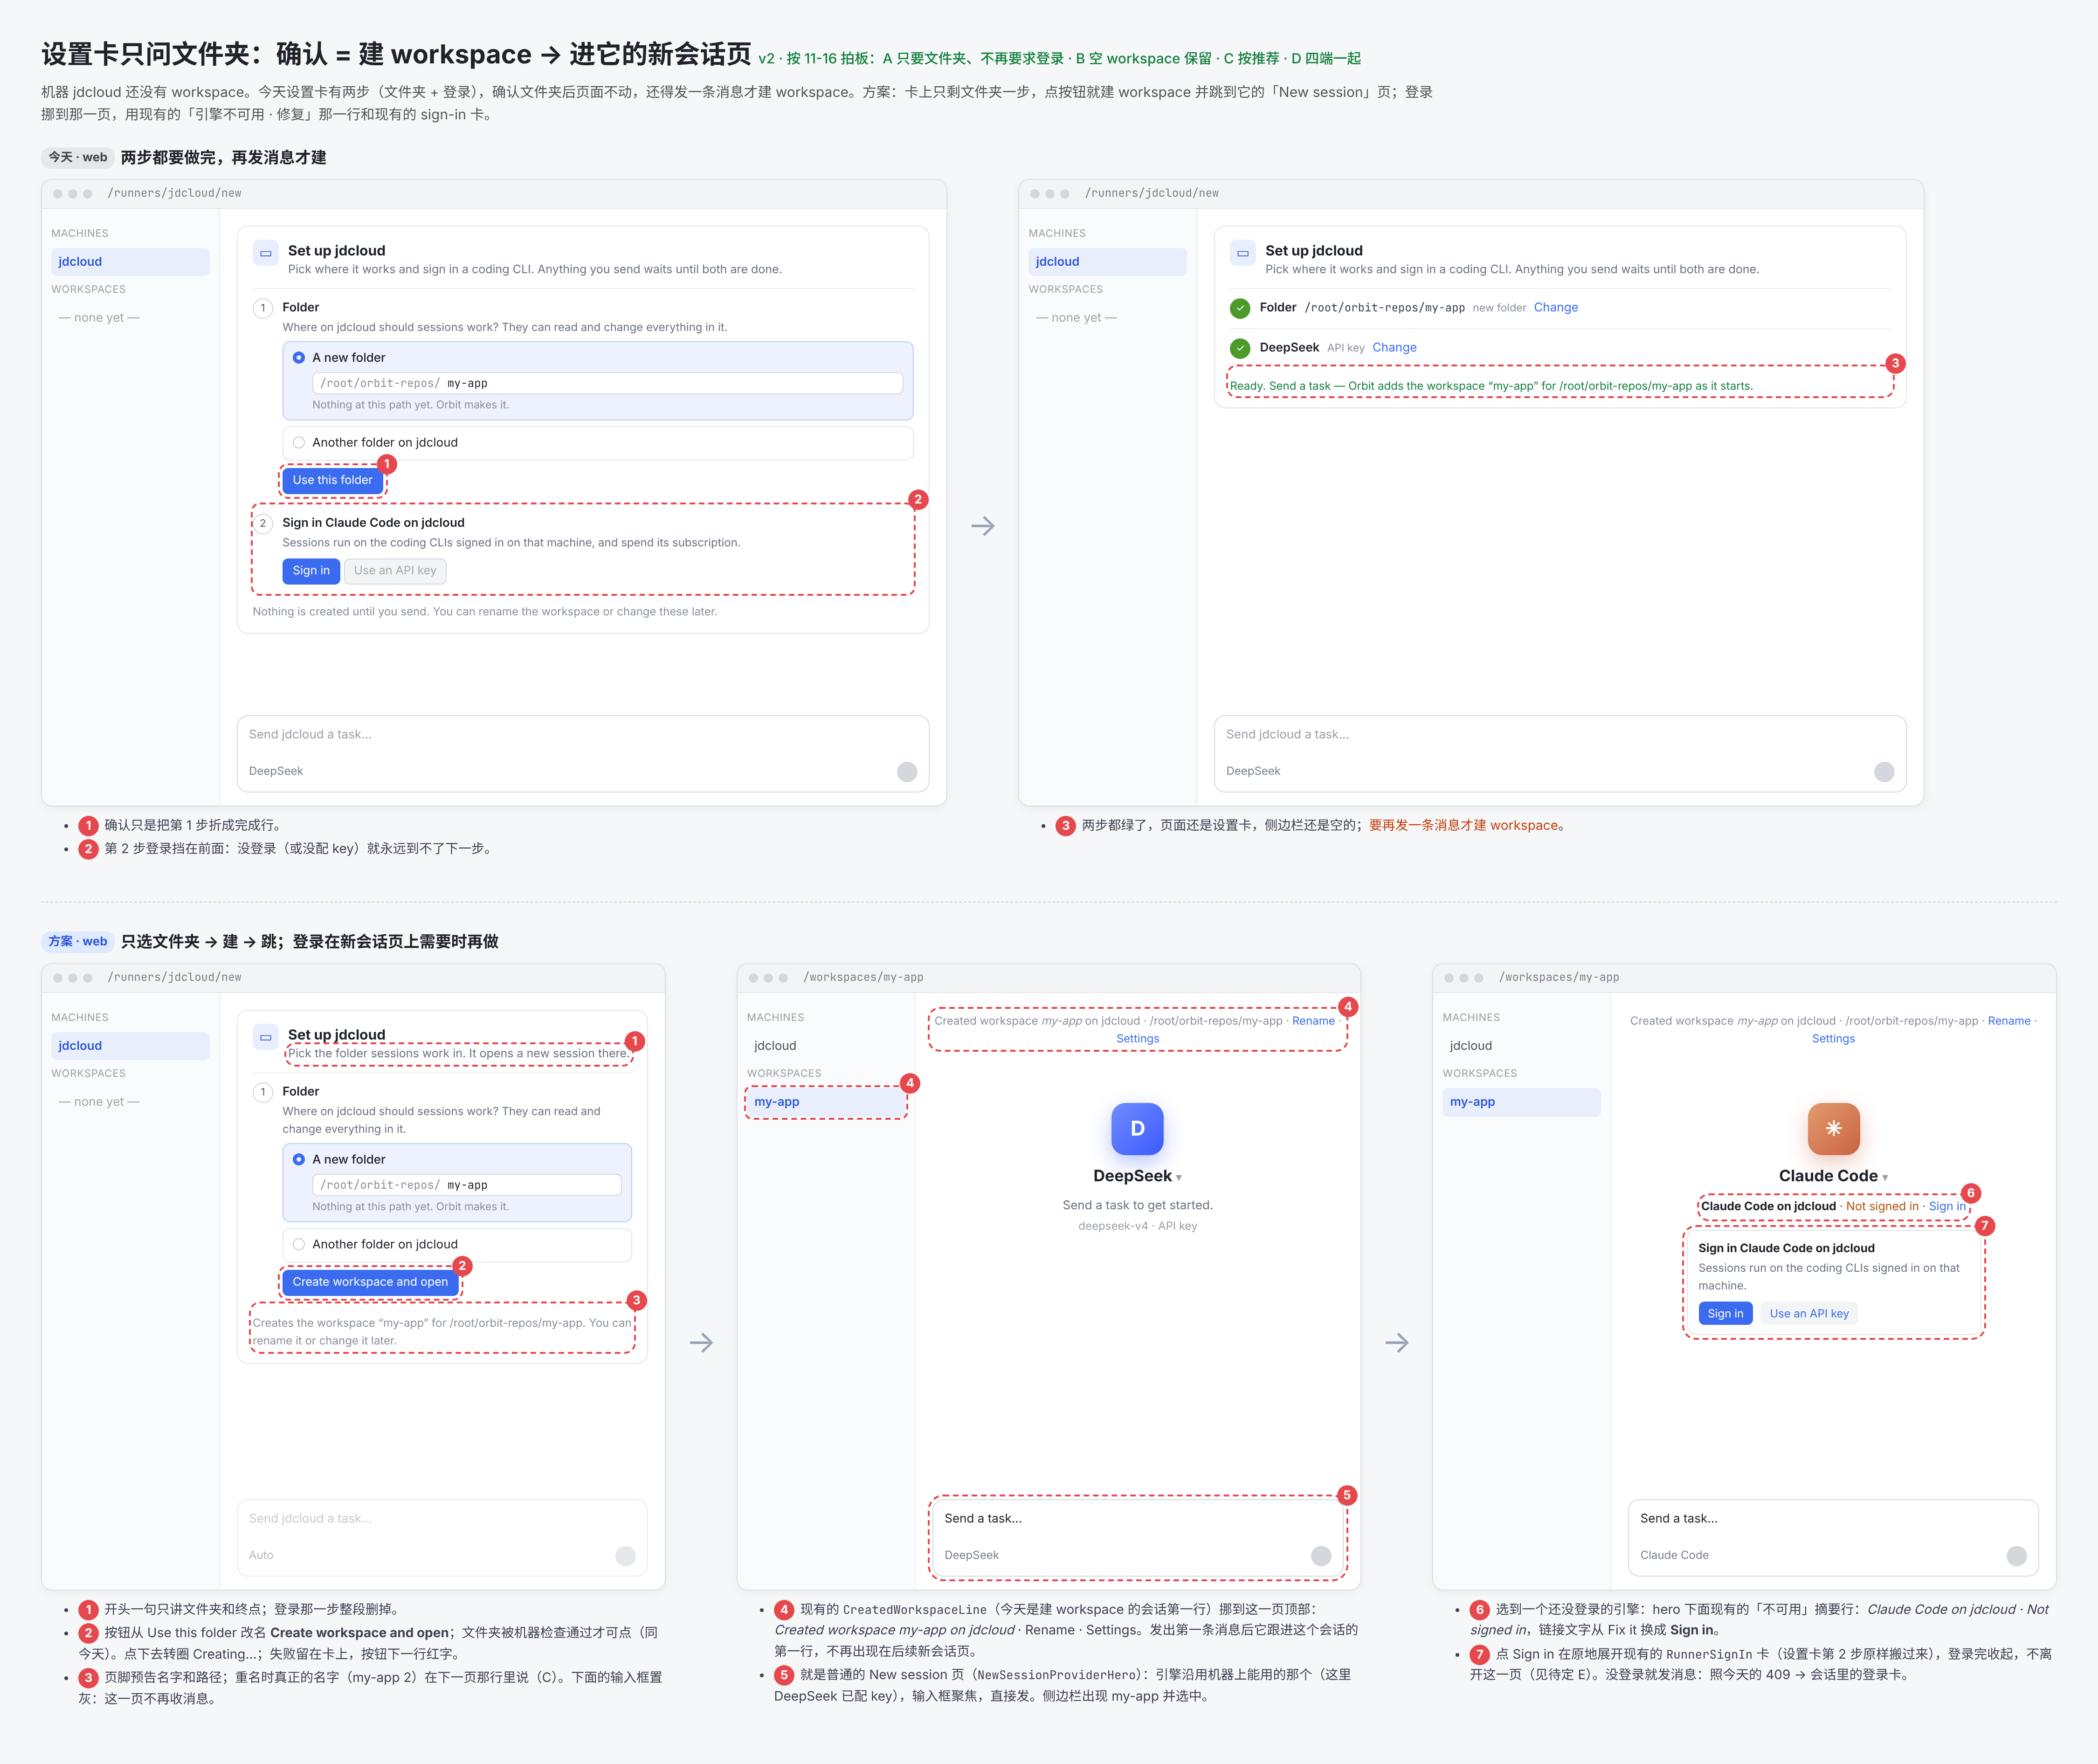 设置卡只问文件夹：确认 = 建 workspace → 进它的新会话页 v2 · 按 11-16 拍板：A 只要文件夹、不再要求登录 · B 空 workspace 保留 · C 按推荐 · D 四端一起
机器 jdcloud 还没有 workspace。今天设置卡有两步（文件夹 + 登录），确认文件夹后页面不动，还得发一条消息才建 workspace。方案：卡上只剩文件夹一步，点按钮就建 workspace 并跳到它的「New session」页；登录
挪到那一页，用现有的「引擎不可用 · 修复」那一行和现有的 sign-in 卡。
今天 · web 两步都要做完，再发消息才建
/runners/jdcloud/new
MACHINES
jdcloud
WORKSPACES
— none yet —
Set up jdcloud
Pick where it works and sign in a coding CLI. Anything you send waits until both are done.
1 Folder
Where on jdcloud should sessions work? They can read and change everything in it.
A new folder
/root/orbit-repos/ my-app
Nothing at this path yet. Orbit makes it.
Another folder on jdcloud
1
Use this folder
2
2 Sign in Claude Code on jdcloud
Sessions run on the coding CLIs signed in on that machine, and spend its subscription.
Sign in Use an API key
Nothing is created until you send. You can rename the workspace or change these later.
Send jdcloud a task...
DeepSeek
• 1 确认只是把第 1 步折成完成行。
• 2 第 2 步登录挡在前面：没登录（或没配 key）就永远到不了下一步。
→
/runners/jdcloud/new
MACHINES
jdcloud
WORKSPACES
— none yet —
Set up jdcloud
Pick where it works and sign in a coding CLI. Anything you send waits until both are done.
✓ Folder /root/orbit-repos/my-app new folder Change
✓ DeepSeek API key Change
3
Ready. Send a task — Orbit adds the workspace “my-app” for /root/orbit-repos/my-app as it starts.
Send jdcloud a task...
DeepSeek
• 3 两步都绿了，页面还是设置卡，侧边栏还是空的；要再发一条消息才建 workspace。
方案 · web 只选文件夹 → 建 → 跳；登录在新会话页上需要时再做
/runners/jdcloud/new
MACHINES
jdcloud
WORKSPACES
— none yet —
Set up jdcloud
1
Pick the folder sessions work in. It opens a new session there.
1 Folder
Where on jdcloud should sessions work? They can read and
change everything in it.
A new folder
/root/orbit-repos/ my-app
Nothing at this path yet. Orbit makes it.
Another folder on jdcloud
2
Create workspace and open
3
Creates the workspace “my-app” for /root/orbit-repos/my-app. You can
rename it or change it later.
Send jdcloud a task...
Auto
• 1 开头一句只讲文件夹和终点；登录那一步整段删掉。
• 2 按钮从 Use this folder 改名 Create workspace and open；文件夹被机器检查通过才可点（同
今天）。点下去转圈 Creating...；失败留在卡上，按钮下一行红字。
• 3 页脚预告名字和路径；重名时真正的名字（my-app 2）在下一页那行里说（C）。下面的输入框置
灰：这一页不再收消息。
→
/workspaces/my-app
MACHINES
jdcloud
WORKSPACES
4
my-app
4
Created workspace my-app on jdcloud · /root/orbit-repos/my-app · Rename ·
Settings
D
DeepSeek ▾
Send a task to get started.
deepseek-v4 · API key
5
Send a task...
DeepSeek
• 4 现有的 CreatedWorkspaceLine（今天是建 workspace 的会话第一行）挪到这一页顶部：
Created workspace my-app on jdcloud · Rename · Settings。发出第一条消息后它跟进这个会话的
第一行，不再出现在后续新会话页。
• 5 就是普通的 New session 页（NewSessionProviderHero）：引擎沿用机器上能用的那个（这里
DeepSeek 已配 key），输入框聚焦，直接发。侧边栏出现 my-app 并选中。
→
/workspaces/my-app
MACHINES
jdcloud
WORKSPACES
my-app
Created workspace my-app on jdcloud · /root/orbit-repos/my-app · Rename ·
Settings
Claude Code ▾
6
Claude Code on jdcloud · Not signed in · Sign in
7
Sign in Claude Code on jdcloud
Sessions run on the coding CLIs signed in on that
machine.
Sign in Use an API key
Send a task...
Claude Code
• 6 选到一个还没登录的引擎：hero 下面现有的「不可用」摘要行：Claude Code on jdcloud · Not
signed in，链接文字从 Fix it 换成 Sign in。
• 7 点 Sign in 在原地展开现有的 RunnerSignIn 卡（设置卡第 2 步原样搬过来），登录完收起，不离
开这一页（见待定 E）。没登录就发消息：照今天的 409 → 会话里的登录卡。